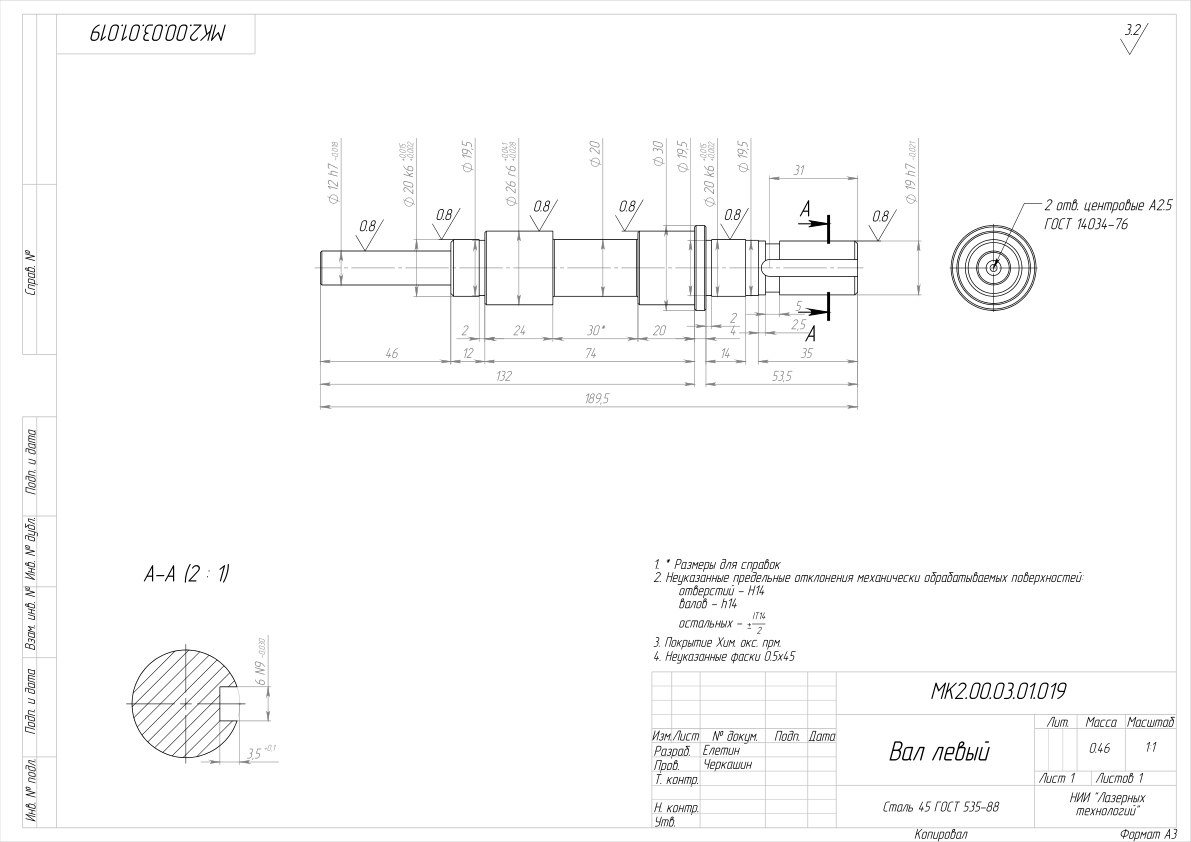 МК2.00.03.01.019
3.2
Справ. №
Подп. и дата
Инв. № дубл.
Взам. инв. №
Подп. и дата
Инв. № подл.
∅ 12 h7 -0,018
∅ 20 k6 +0,015 +0,002
∅ 19,5
∅ 26 r6 +0,041 +0,028
∅ 20
∅ 30
∅ 19,5
∅ 20 k6 +0,015 +0,002
∅ 19,5
31
∅ 19 h7 -0,021
0.8
0.8
0.8
0.8
0.8
0.8
А
А
2 отв. центровые А2.5
ГОСТ 14034-76
5
2
2,5
2
24
30*
20
4
46
12
74
14
35
132
53,5
189,5
А-А (2 : 1)
6 N9 -0,030
3,5 +0,1
1. * Размеры для справок
2. Неуказанные предельные отклонения механически обрабатываемых поверхностей:
отверстий - H14
валов - h14
остальных - ± IT14/2
3. Покрытие Хим. окс. прм.
4. Неуказанные фаски 0.5х45
МК2.00.03.01.019
Вал левый
Лит. Масса Масштаб
0.46 1:1
Изм. Лист № докум. Подп. Дата
Разраб. Елетин
Пров. Черкашин
Т. контр.
Лист 1 Листов 1
Н. контр.
Утв.
Сталь 45 ГОСТ 535-88
НИИ "Лазерных
технологий"
Копировал Формат А3